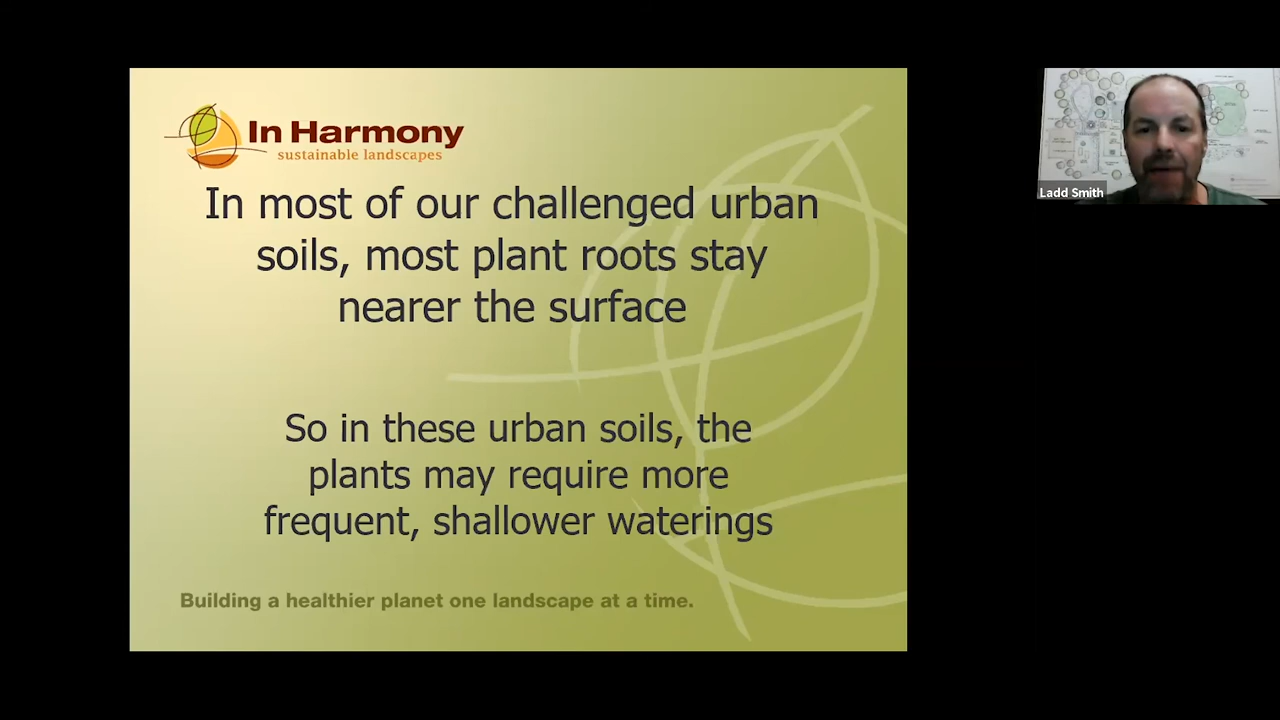 In Harmony
sustainable landscapes
In most of our challenged urban
soils, most plant roots stay
nearer the surface
So in these urban soils, the
plants may require more
frequent, shallower waterings
Building a healthier planet one landscape at a time.
Ladd Smith